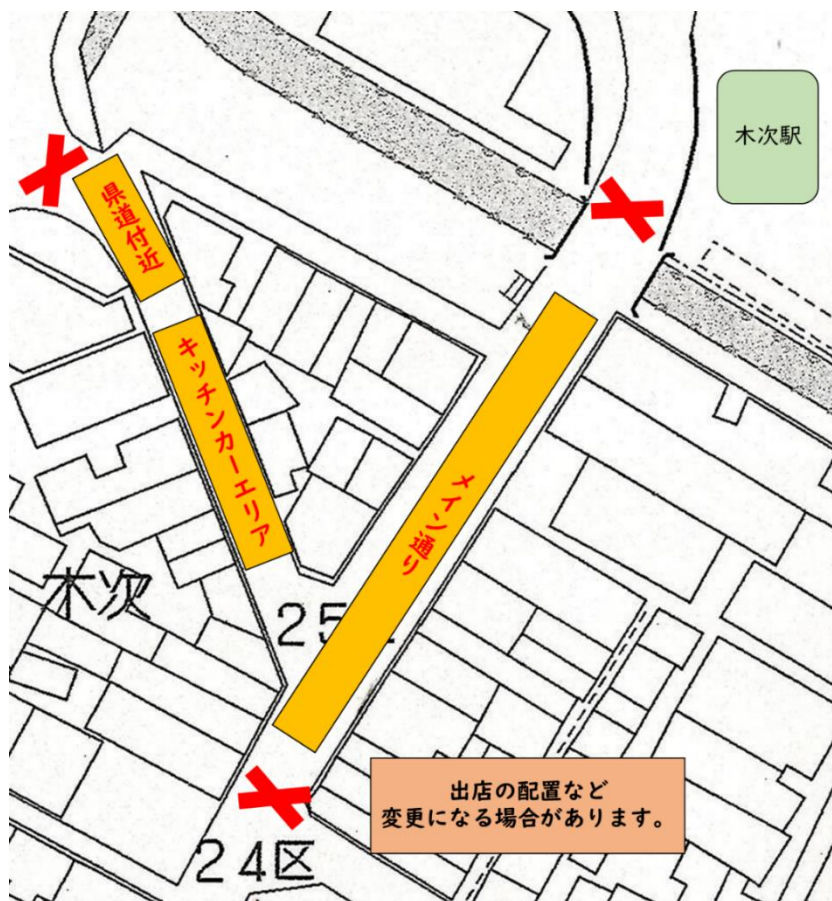 木次駅
県道付近
キッチンカーエリア
メイン通り
木次
25
出店の配置など
変更になる場合があります。
24区